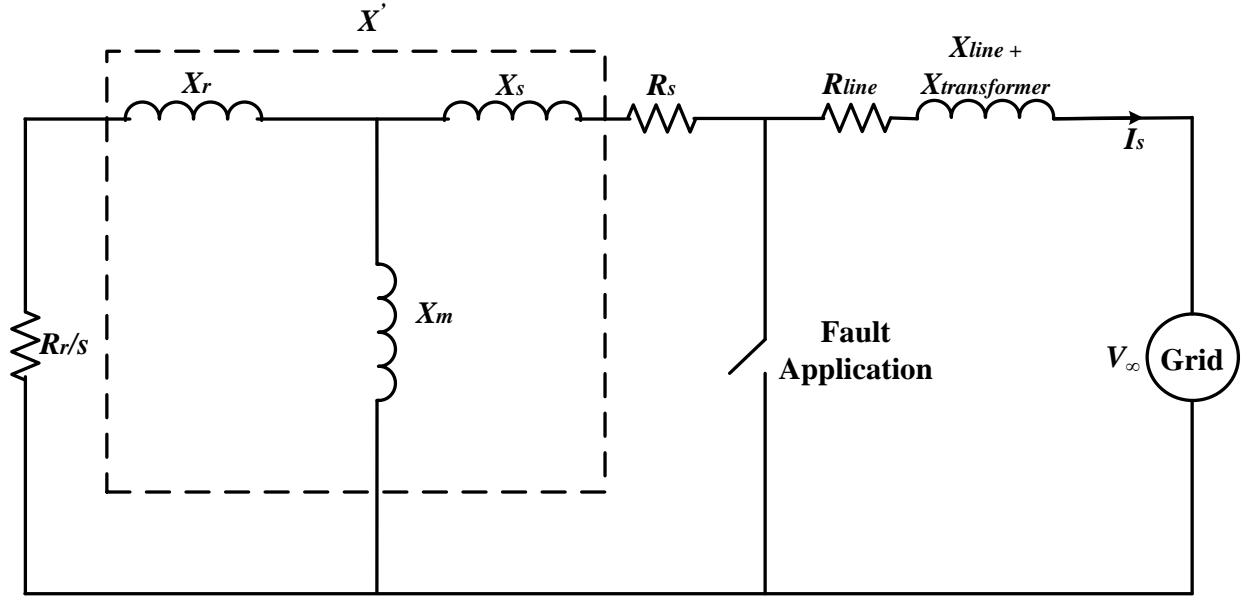 X'
Xr
Xs
Rs
Rline
Xline +
Xtransformer
Is
Rr/s
Xm
Fault
Application
V∞
Grid